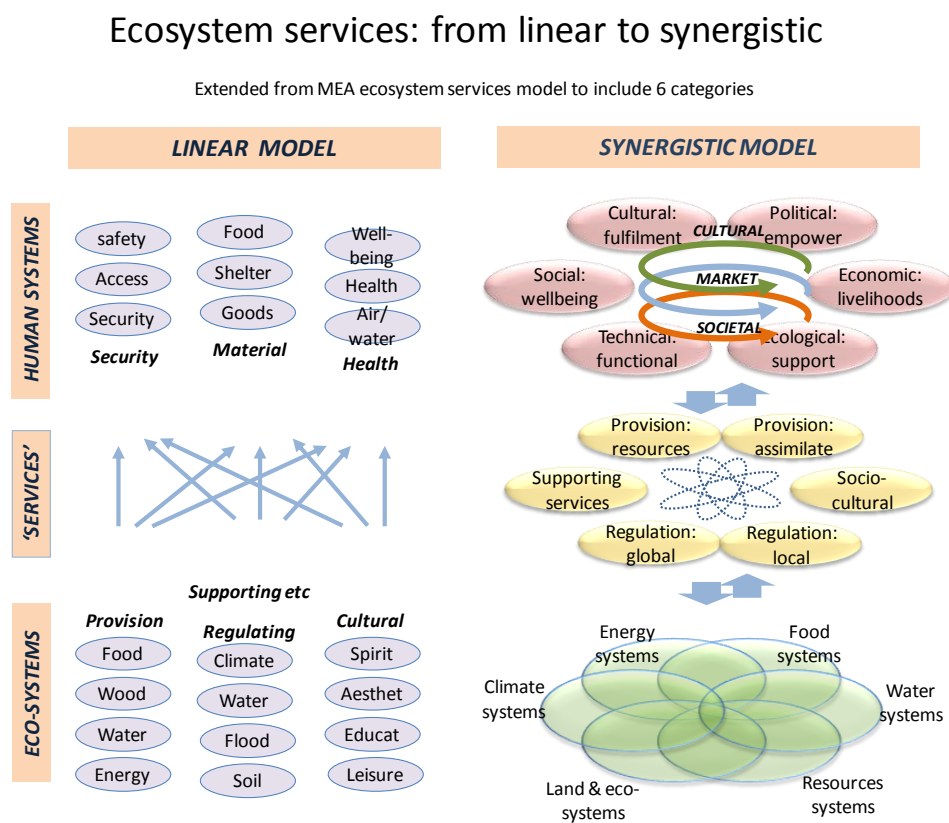 Ecosystem services: from linear to synergistic
Extended from MEA ecosystem services model to include 6 categories
LINEAR MODEL
SYNERGISTIC MODEL
HUMAN SYSTEMS
safety
Access
Security
Security
Food
Shelter
Goods
Material
Well-
being
Health
Air/
water
Health
Cultural:
fulfilment
Political:
empower
Social:
wellbeing
Economic:
livelihoods
Technical:
functional
Ecological:
support
CULTURAL
MARKET
SOCIETAL
'SERVICES'
Provision:
resources
Provision:
assimilate
Supporting
services
Socio-
cultural
Regulation:
global
Regulation:
local
ECO-SYSTEMS
Supporting etc
Provision
Food
Wood
Water
Energy
Regulating
Climate
Water
Flood
Soil
Cultural
Spirit
Aesthet
Educat
Leisure
Energy
systems
Food
systems
Climate
systems
Water
systems
Land & eco-
systems
Resources
systems